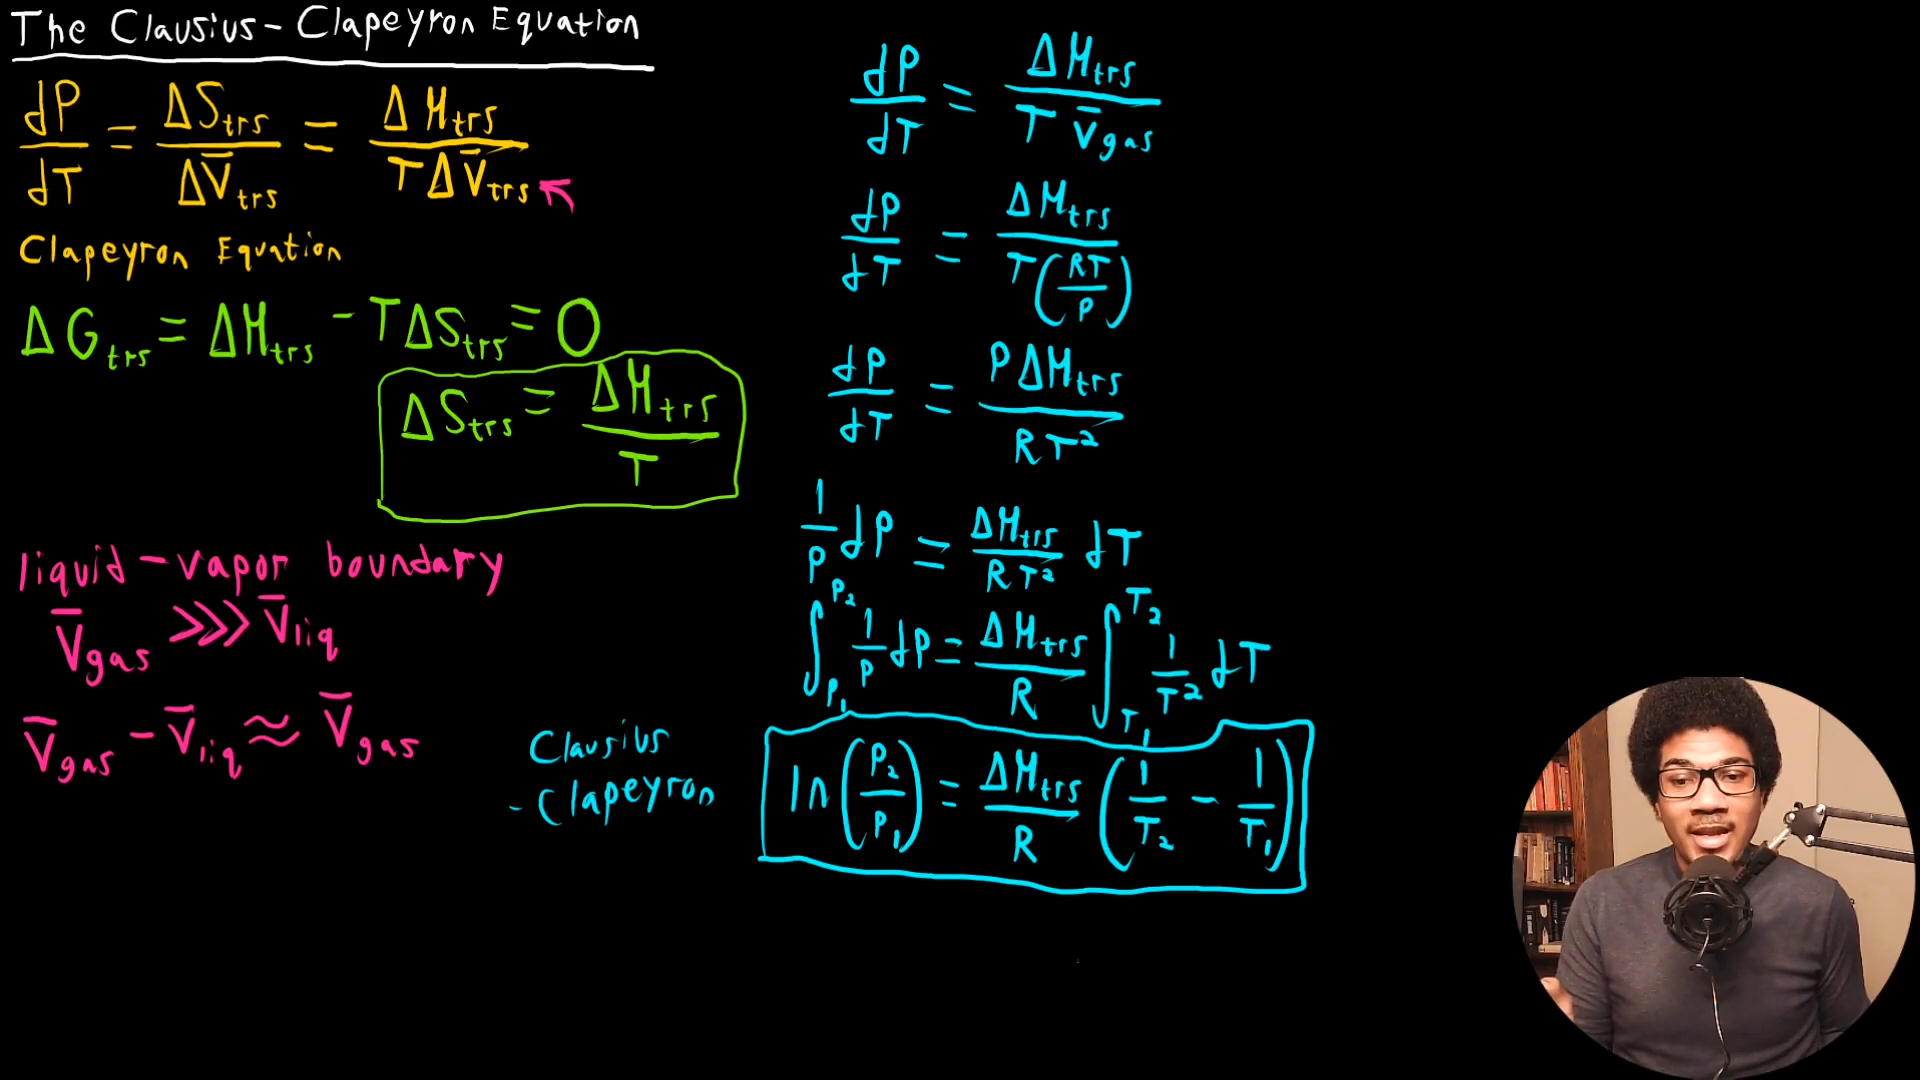 The Clausius-Clapeyron Equation
dP/dT = ΔS_trs/ΔV̄_trs = ΔH_trs/(TΔV̄_trs)
Clapeyron Equation
ΔG_trs = ΔH_trs - TΔS_trs = 0
ΔS_trs = ΔH_trs/T
liquid-vapor boundary
V̄_gas >>> V̄_liq
V̄_gas - V̄_liq ≈ V̄_gas
dP/dT = ΔH_trs/(T V̄_gas)
dP/dT = ΔH_trs/(T(RT/P))
dP/dT = PΔH_trs/(RT²)
1/P dP = ΔH_trs/(RT²) dT
∫_P₁^P₂ 1/P dP = ΔH_trs/R ∫_T₁^T₂ 1/T² dT
Clausius
-Clapeyron
ln(P₂/P₁) = ΔH_trs/R (1/T₂ - 1/T₁)